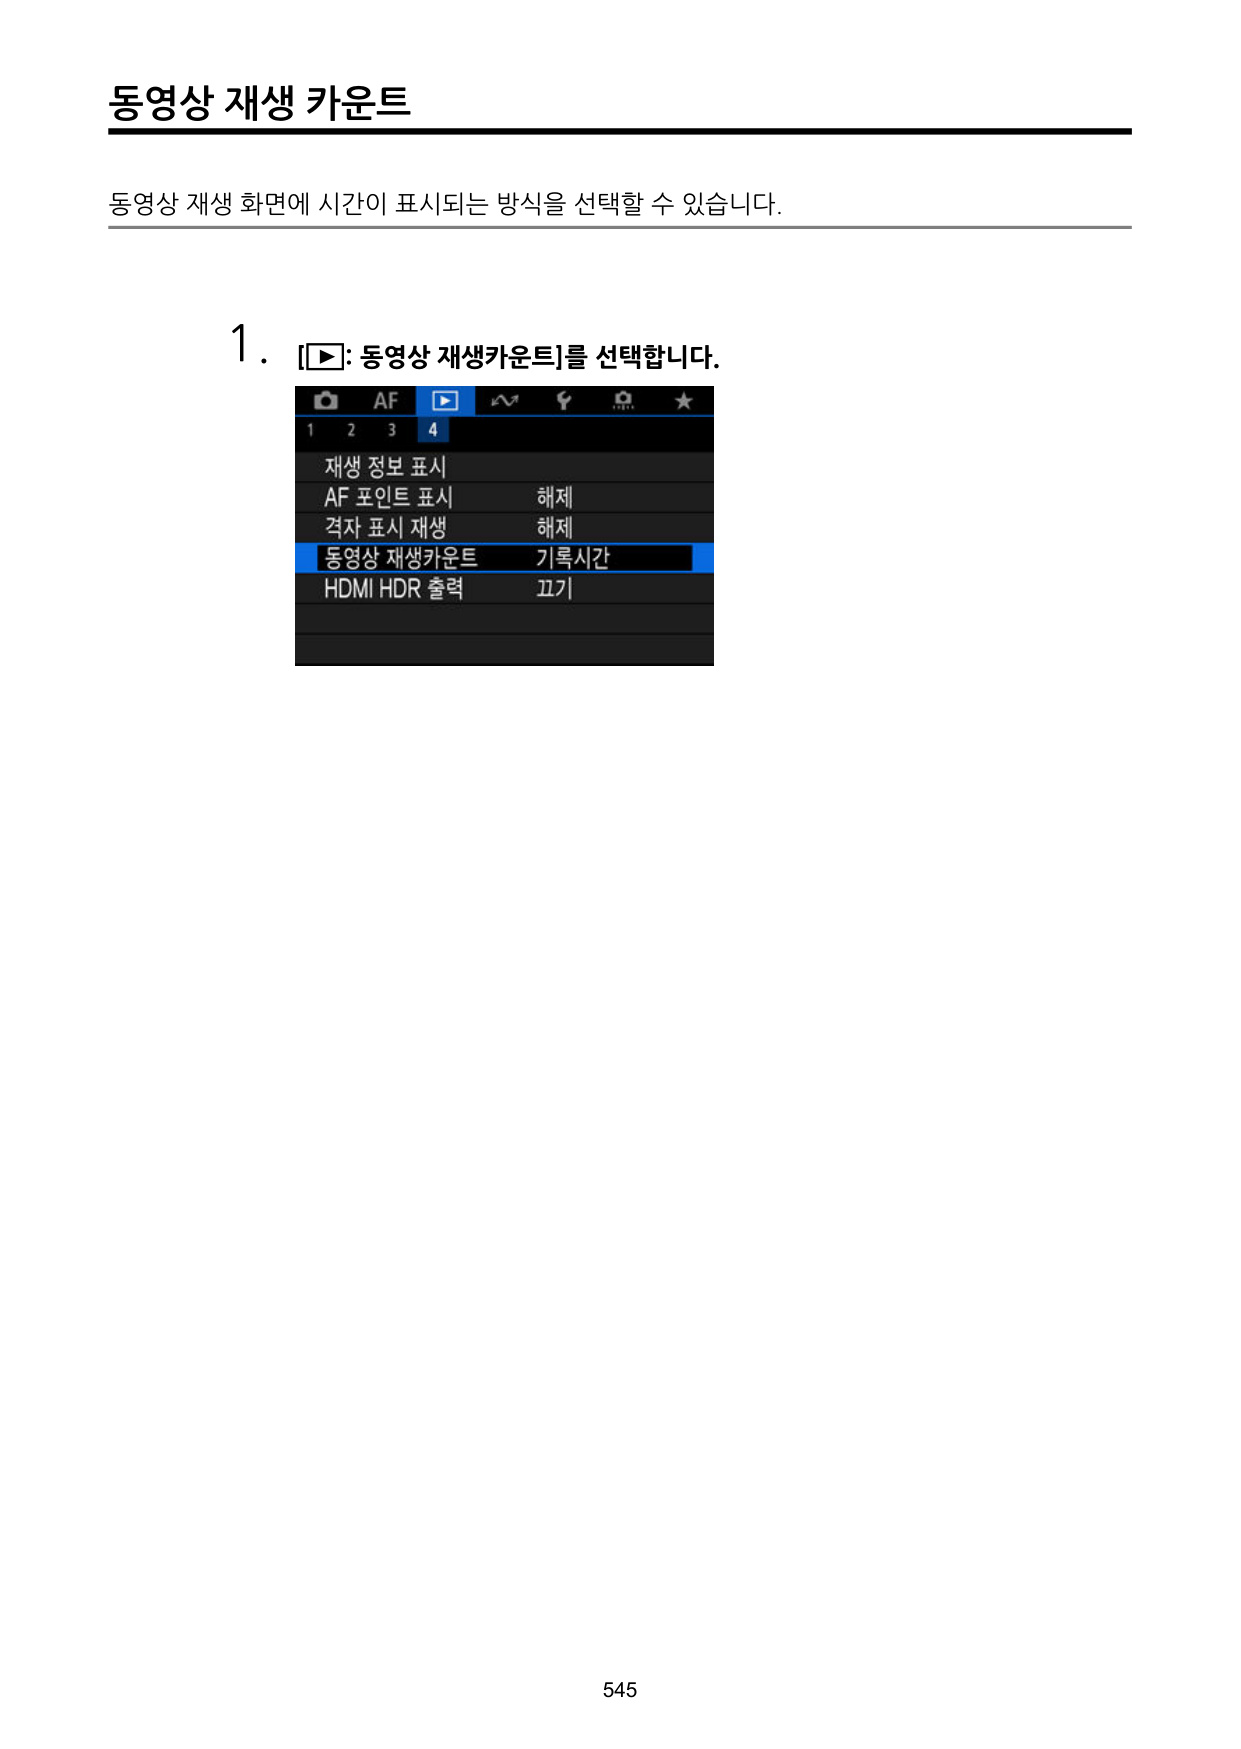 동영상 재생 카운트
동영상 재생 화면에 시간이 표시되는 방식을 선택할 수 있습니다.
1. [▶: 동영상 재생카운트]를 선택합니다.
AF
1 2 3 4
재생 정보 표시
AF 포인트 표시 해제
격자 표시 재생 해제
동영상 재생카운트 기록시간
HDMI HDR 출력 끄기
545